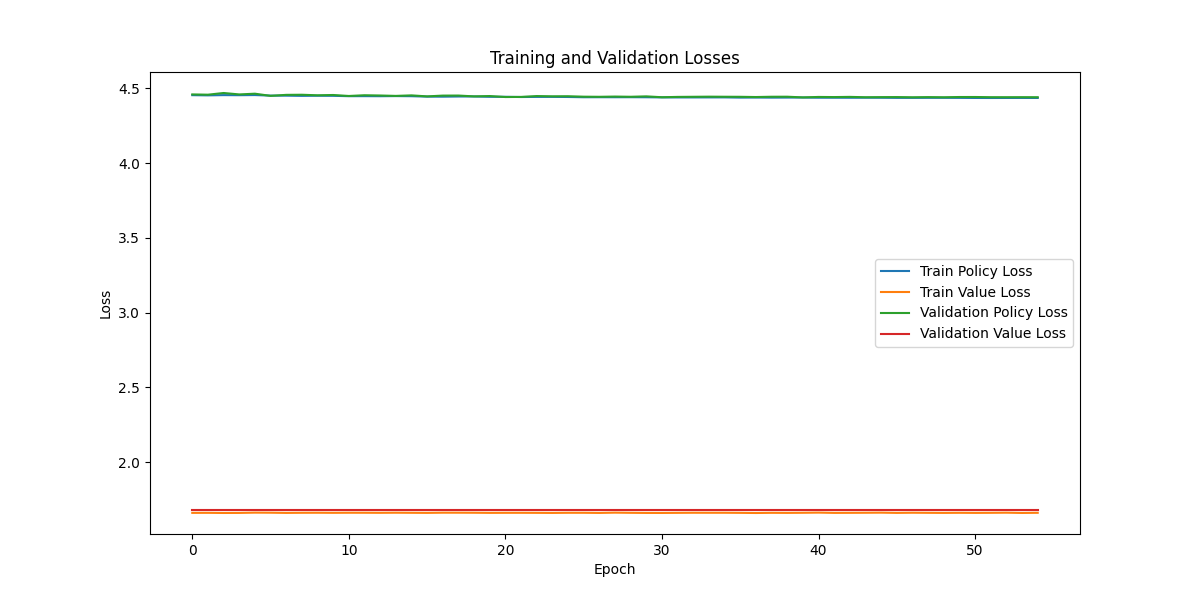 Training and Validation Losses
4.5
4.0
3.5
3.0
2.5
2.0
Loss
Train Policy Loss
Train Value Loss
Validation Policy Loss
Validation Value Loss
0 10 20 30 40 50
Epoch